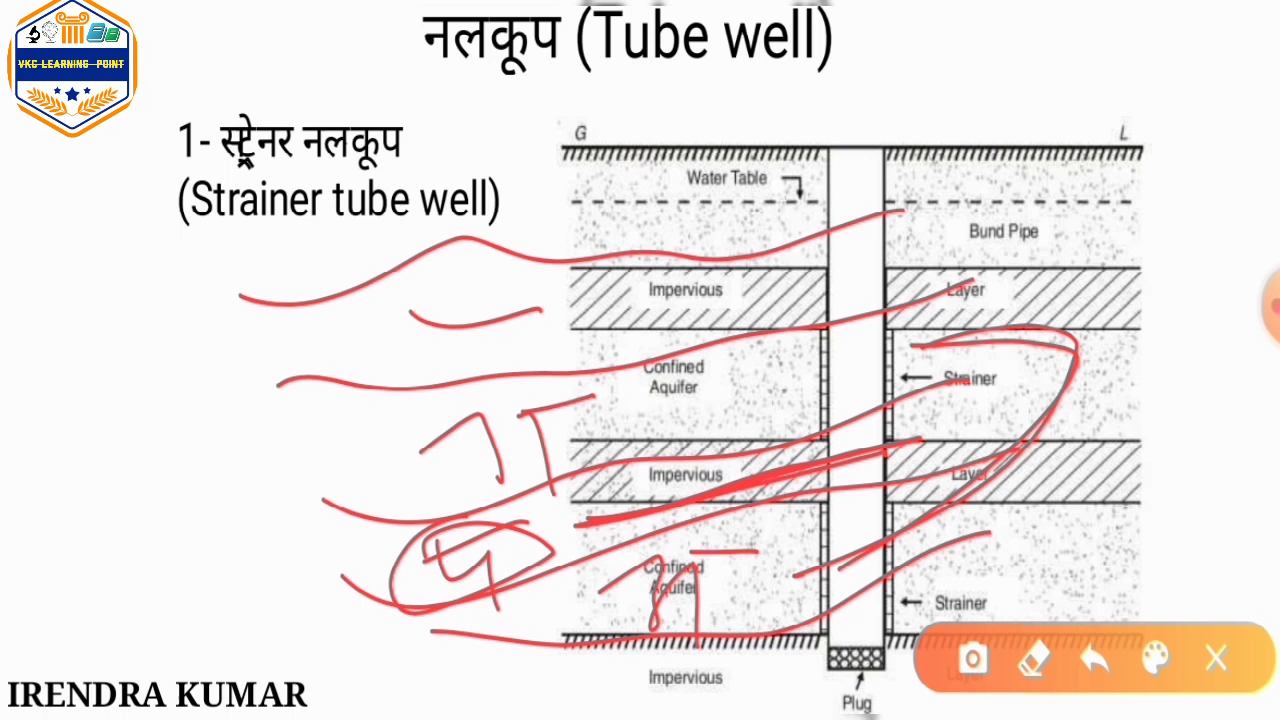 नलकूप (Tube well)
VKG LEARNING POINT
1- स्ट्रेनर नलकूप
(Strainer tube well)
G L
Water Table
Bund Pipe
Impervious Layer
Confined
Aquifer
Strainer
Impervious Layer
Confined
Aquifer
Strainer
Impervious Layer
Plug
IRENDRA KUMAR